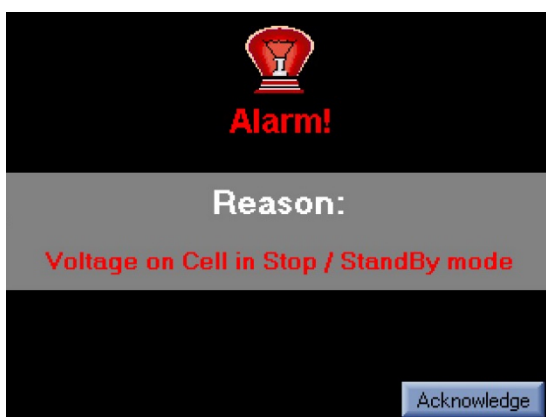 Alarm!
Reason:
Voltage on Cell in Stop / StandBy mode
Acknowledge